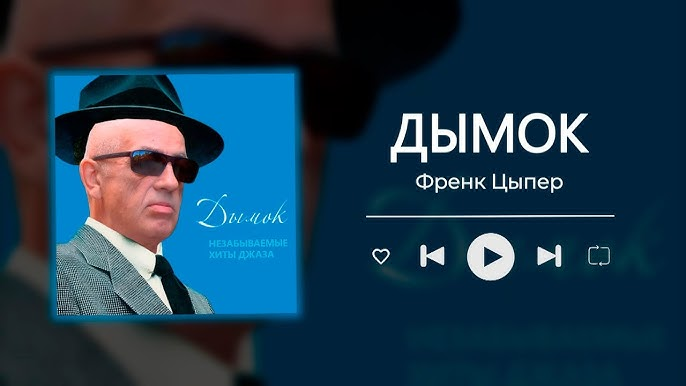 Дымок
НЕЗАБЫВАЕМЫЕ
ХИТЫ ДЖАЗА
ДЫМОК
Френк Цыпер